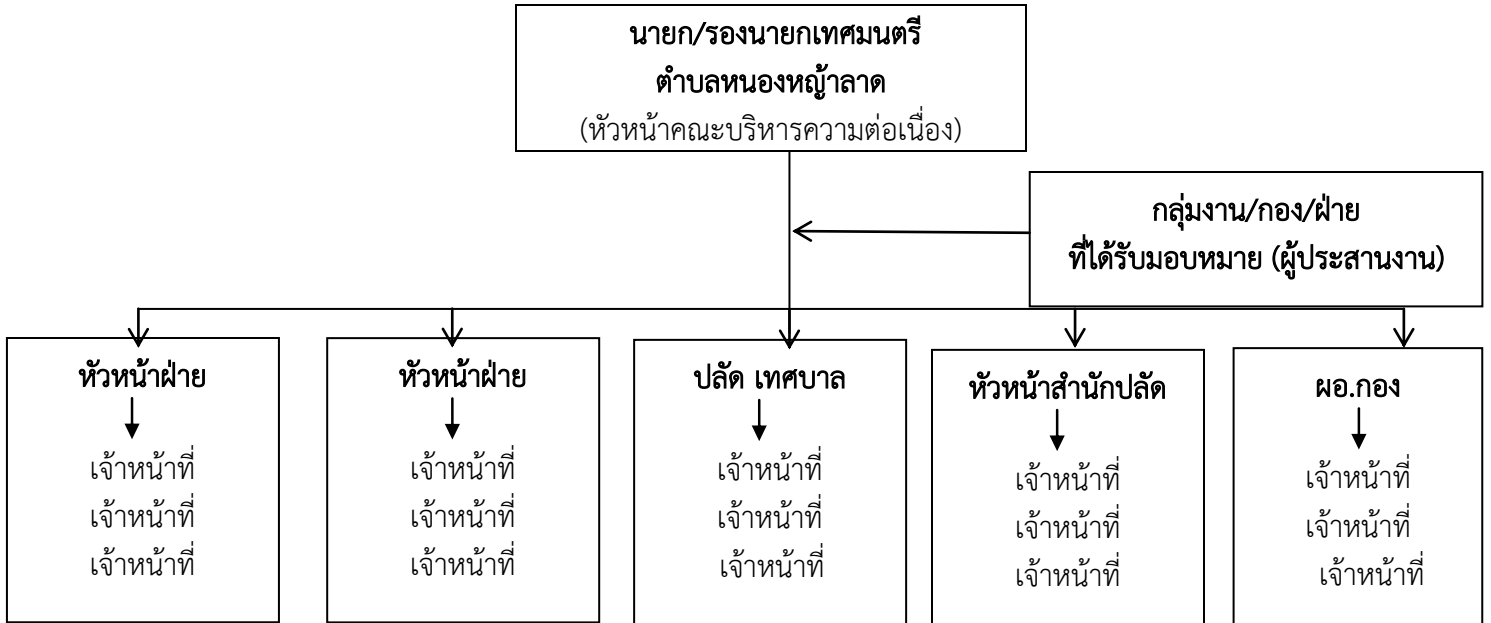 นายก/รองนายกเทศมนตรี
ตำบลหนองหญ้าลาด
(หัวหน้าคณะบริหารความต่อเนื่อง)
กลุ่มงาน/กอง/ฝ่าย
ที่ได้รับมอบหมาย (ผู้ประสานงาน)
หัวหน้าฝ่าย
เจ้าหน้าที่
เจ้าหน้าที่
เจ้าหน้าที่
หัวหน้าฝ่าย
เจ้าหน้าที่
เจ้าหน้าที่
เจ้าหน้าที่
ปลัด เทศบาล
เจ้าหน้าที่
เจ้าหน้าที่
เจ้าหน้าที่
หัวหน้าสำนักปลัด
เจ้าหน้าที่
เจ้าหน้าที่
เจ้าหน้าที่
ผอ.กอง
เจ้าหน้าที่
เจ้าหน้าที่
เจ้าหน้าที่